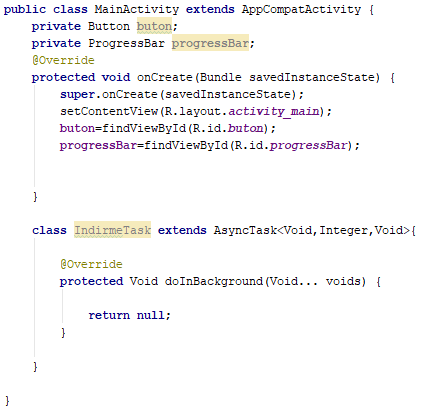 public class MainActivity extends AppCompatActivity {
private Button buton;
private ProgressBar progressBar;
@Override
protected void onCreate(Bundle savedInstanceState) {
super.onCreate(savedInstanceState);
setContentView(R.layout.activity_main);
buton=findViewById(R.id.buton);
progressBar=findViewById(R.id.progressBar);
}
class IndirmeTask extends AsyncTask<Void,Integer,Void>{
@Override
protected Void doInBackground(Void... voids) {
return null;
}
}
}